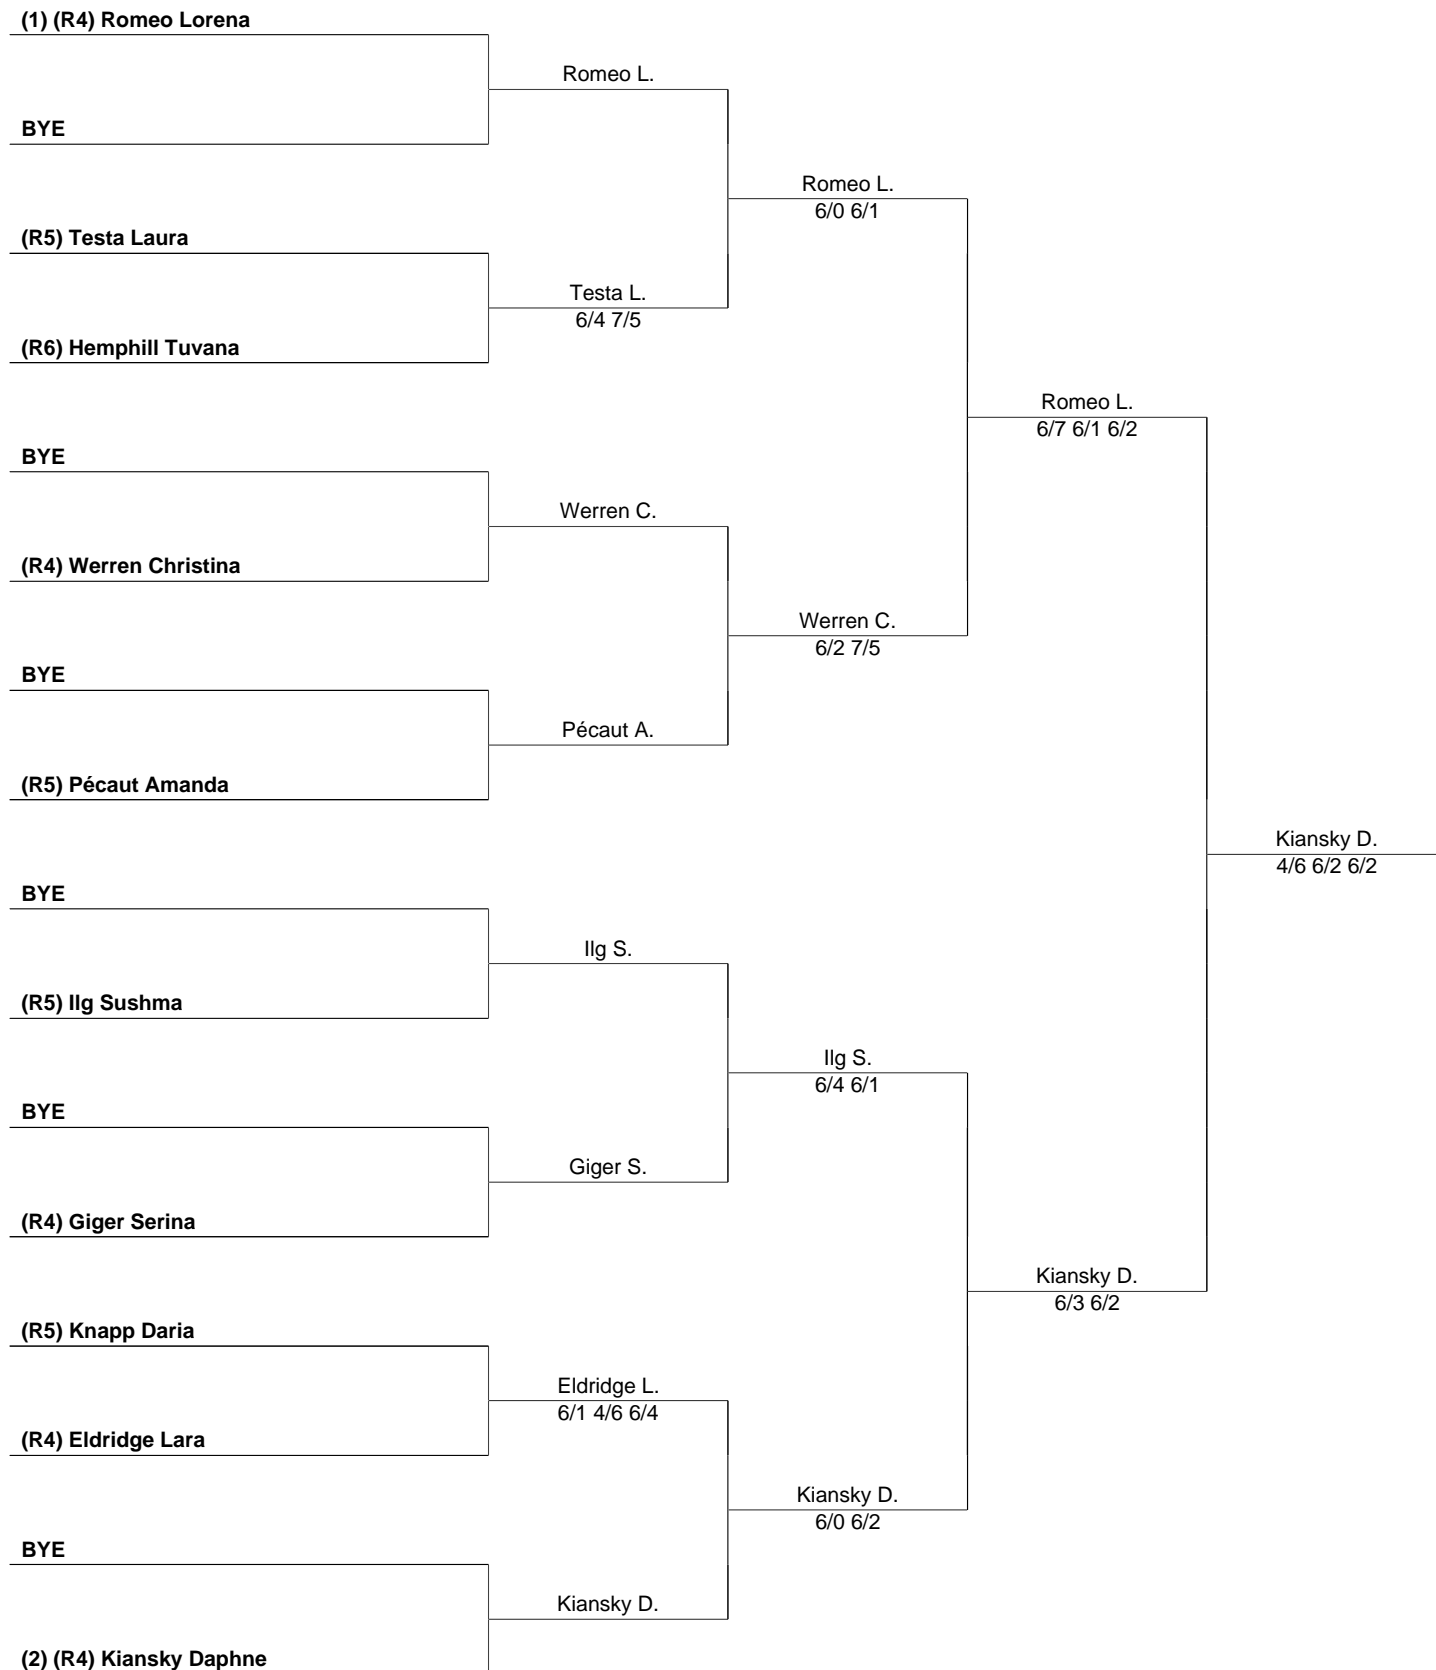 (1) (R4) Romeo Lorena
Romeo L.
BYE
Romeo L.
6/0 6/1
(R5) Testa Laura
Testa L.
6/4 7/5
(R6) Hemphill Tuvana
Romeo L.
6/7 6/1 6/2
BYE
Werren C.
(R4) Werren Christina
Werren C.
6/2 7/5
BYE
Pécaut A.
(R5) Pécaut Amanda
Kiansky D.
4/6 6/2 6/2
BYE
Ilg S.
(R5) Ilg Sushma
Ilg S.
6/4 6/1
BYE
Giger S.
(R4) Giger Serina
Kiansky D.
6/3 6/2
(R5) Knapp Daria
Eldridge L.
6/1 4/6 6/4
(R4) Eldridge Lara
Kiansky D.
6/0 6/2
BYE
Kiansky D.
(2) (R4) Kiansky Daphne